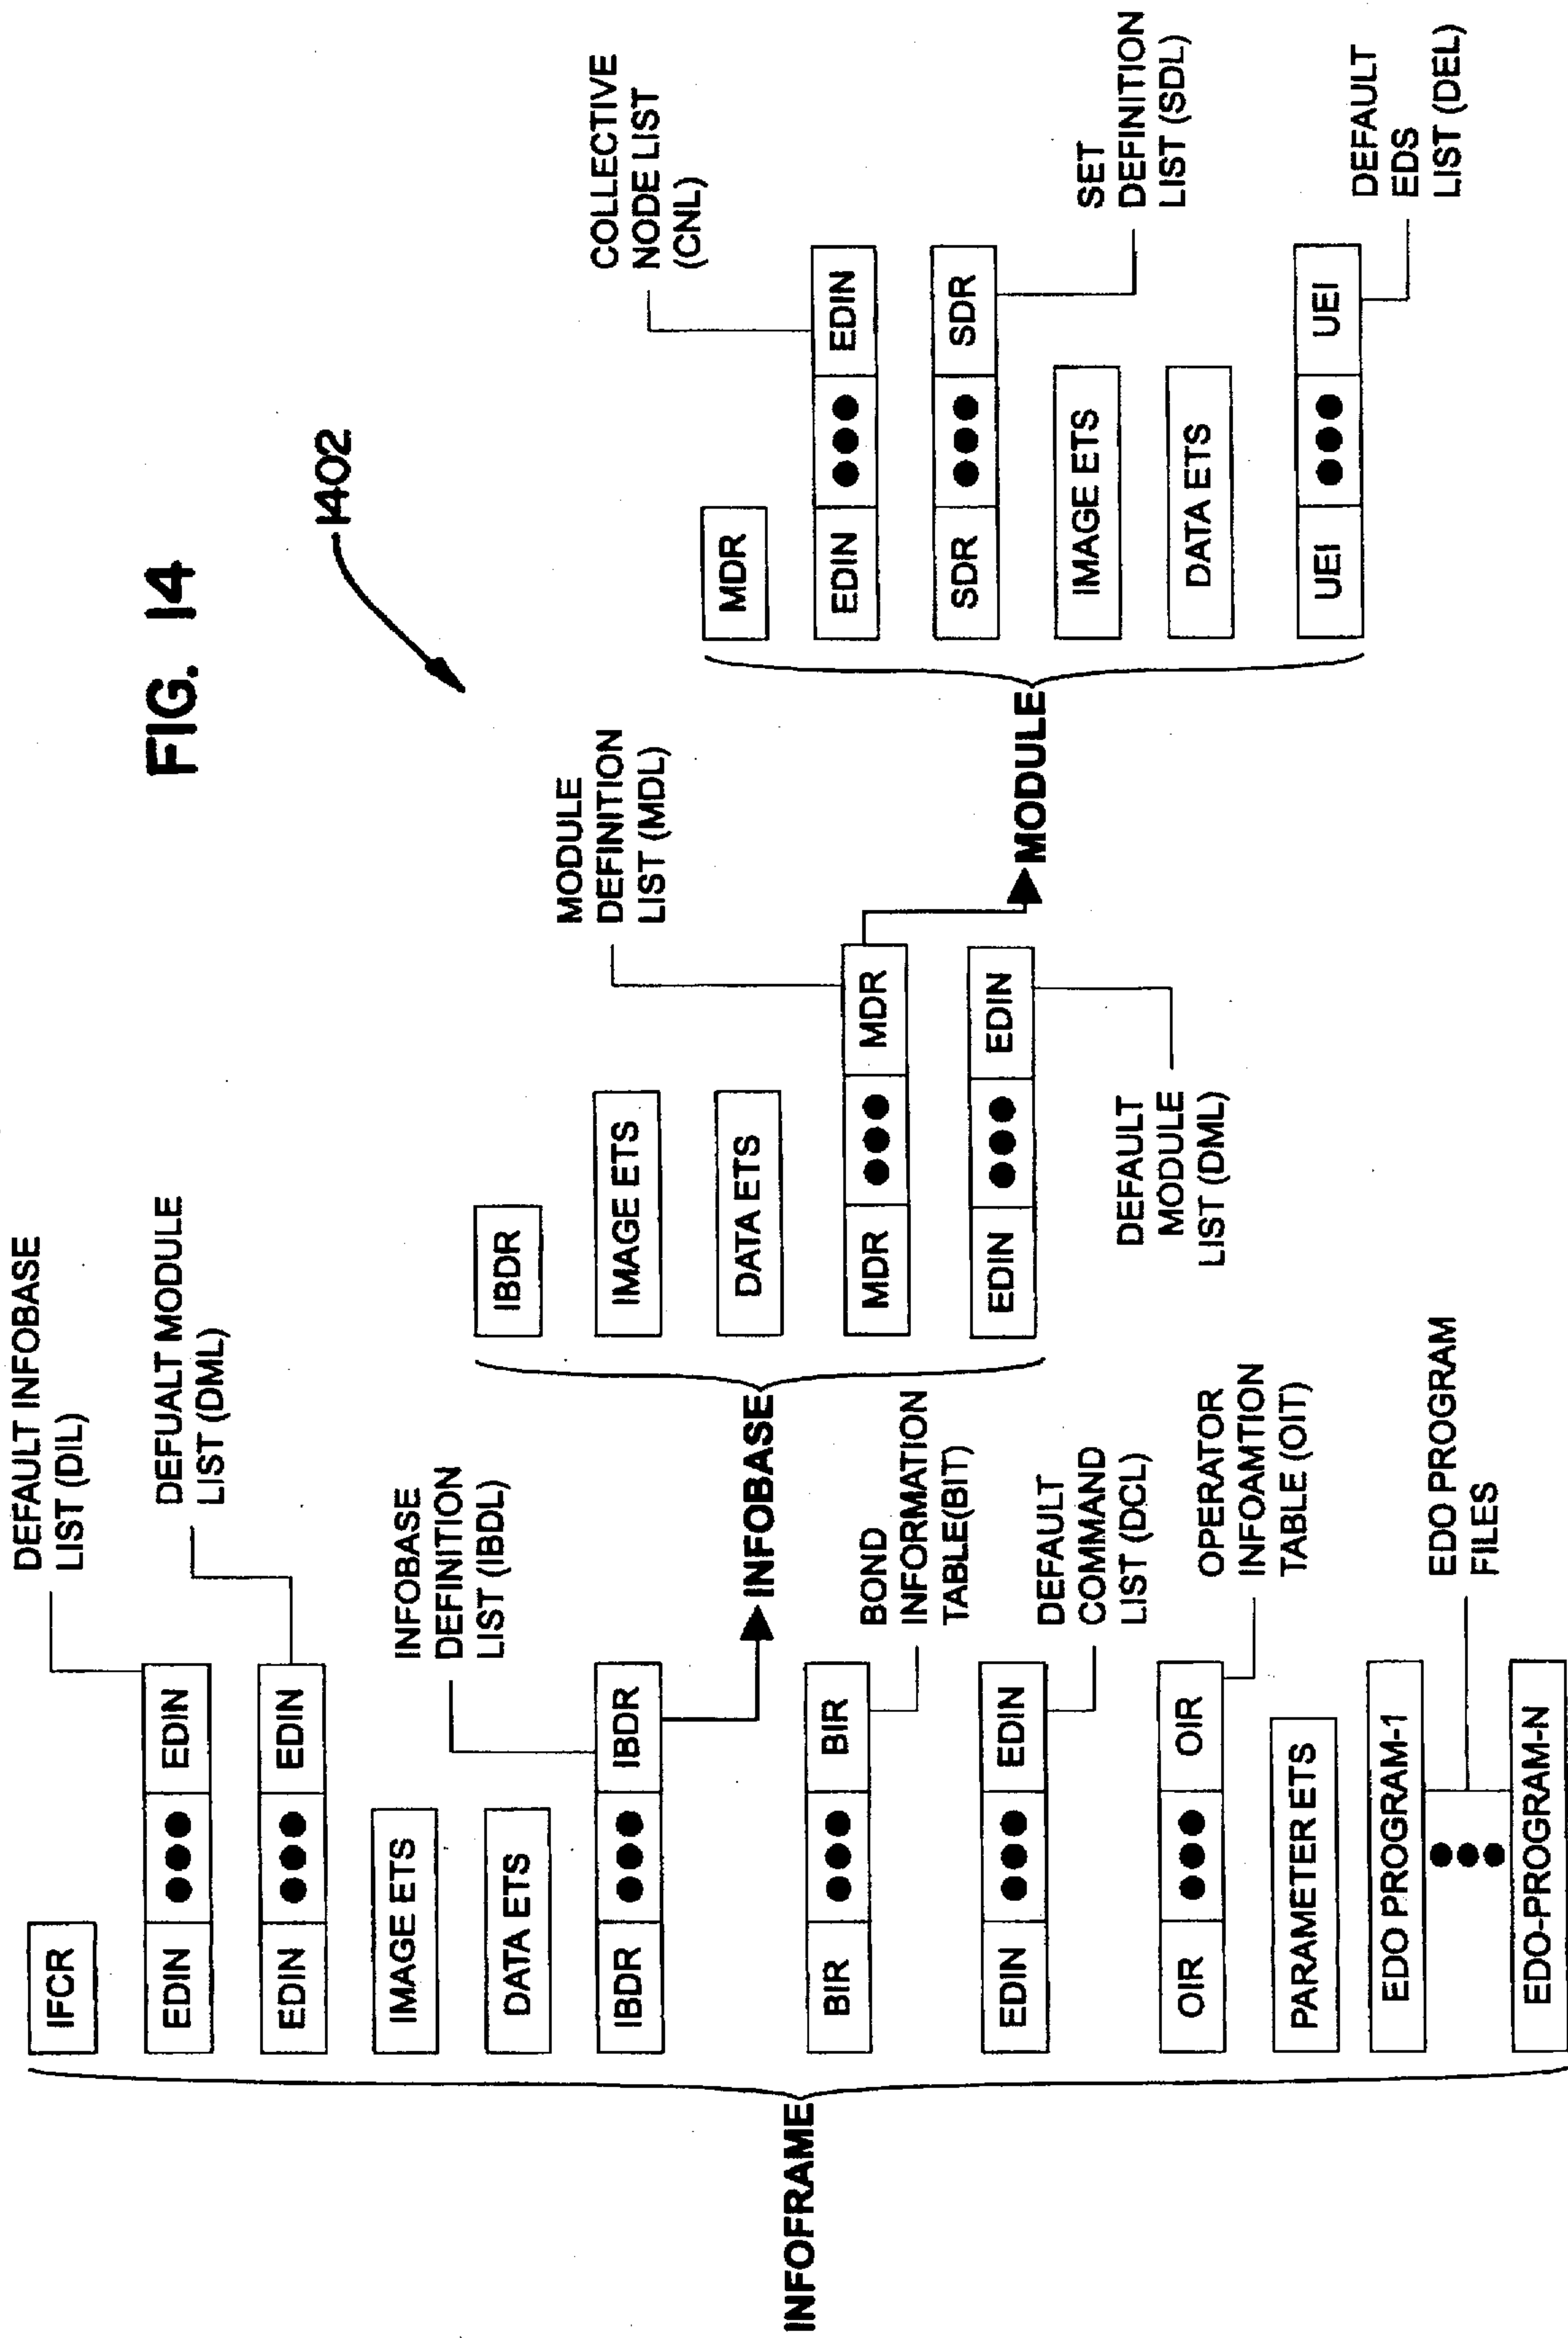 FIG. 14
1402
INFOFRAME
IFCR
EDIN ●●● EDIN
DEFAULT INFOBASE
LIST (DIL)
EDIN ●●● EDIN
DEFUALT MODULE
LIST (DML)
IMAGE ETS
DATA ETS
IBDR ●●● IBDR
INFOBASE
DEFINITION
LIST (IBDL)
BIR ●●● BIR
BOND
INFORMATION
TABLE(BIT)
EDIN ●●● EDIN
DEFAULT
COMMAND
LIST (DCL)
OIR ●●● OIR
OPERATOR
INFOAMTION
TABLE (OIT)
PARAMETER ETS
EDO PROGRAM-1
●●●
EDO-PROGRAM-N
EDO PROGRAM
FILES
INFOBASE
IBDR
IMAGE ETS
DATA ETS
MDR ●●● MDR
MODULE
DEFINITION
LIST (MDL)
EDIN ●●● EDIN
DEFAULT
MODULE
LIST (DML)
MODULE
MDR
EDIN ●●● EDIN
COLLECTIVE
NODE LIST
(CNL)
SDR ●●● SDR
SET
DEFINITION
LIST (SDL)
IMAGE ETS
DATA ETS
UEI ●●● UEI
DEFAULT
EDS
LIST (DEL)